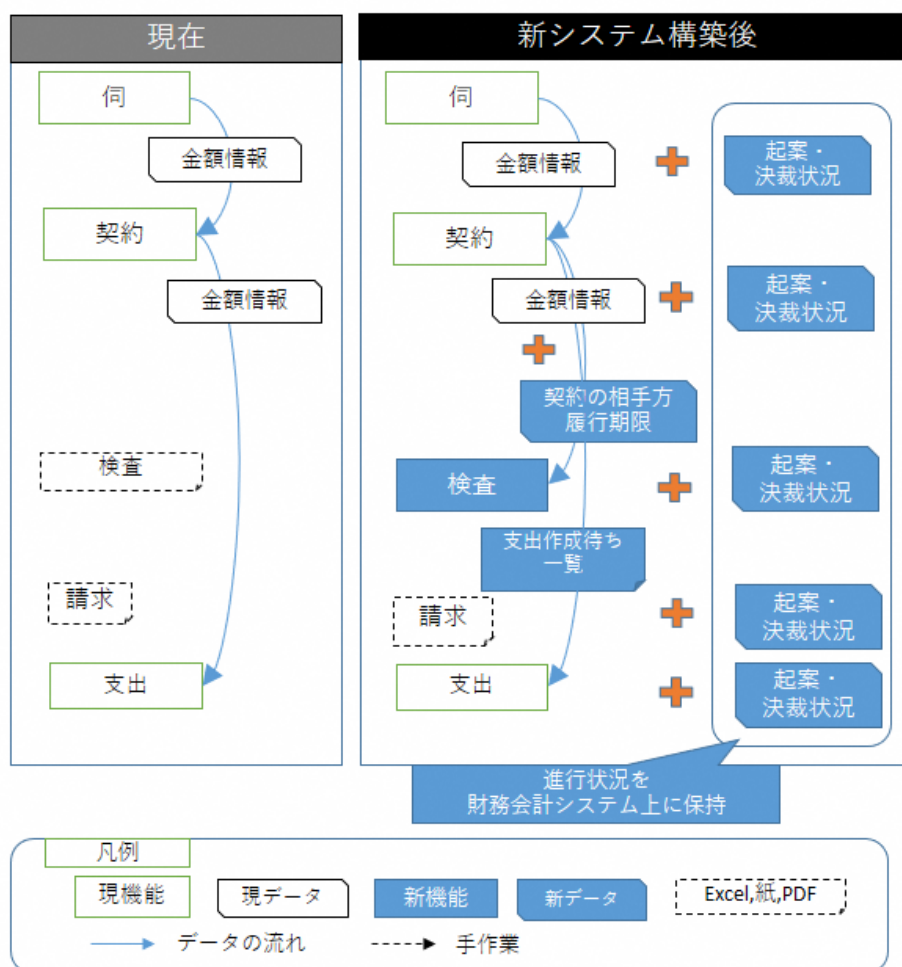 現在
伺
金額情報
契約
金額情報
検査
請求
支出
新システム構築後
伺
金額情報
起案・
決裁状況
契約
金額情報
起案・
決裁状況
契約の相手方
履行期限
検査
起案・
決裁状況
支出作成待ち
一覧
請求
起案・
決裁状況
支出
起案・
決裁状況
進行状況を
財務会計システム上に保持
凡例
現機能
現データ
新機能
新データ
Excel,紙,PDF
データの流れ
手作業